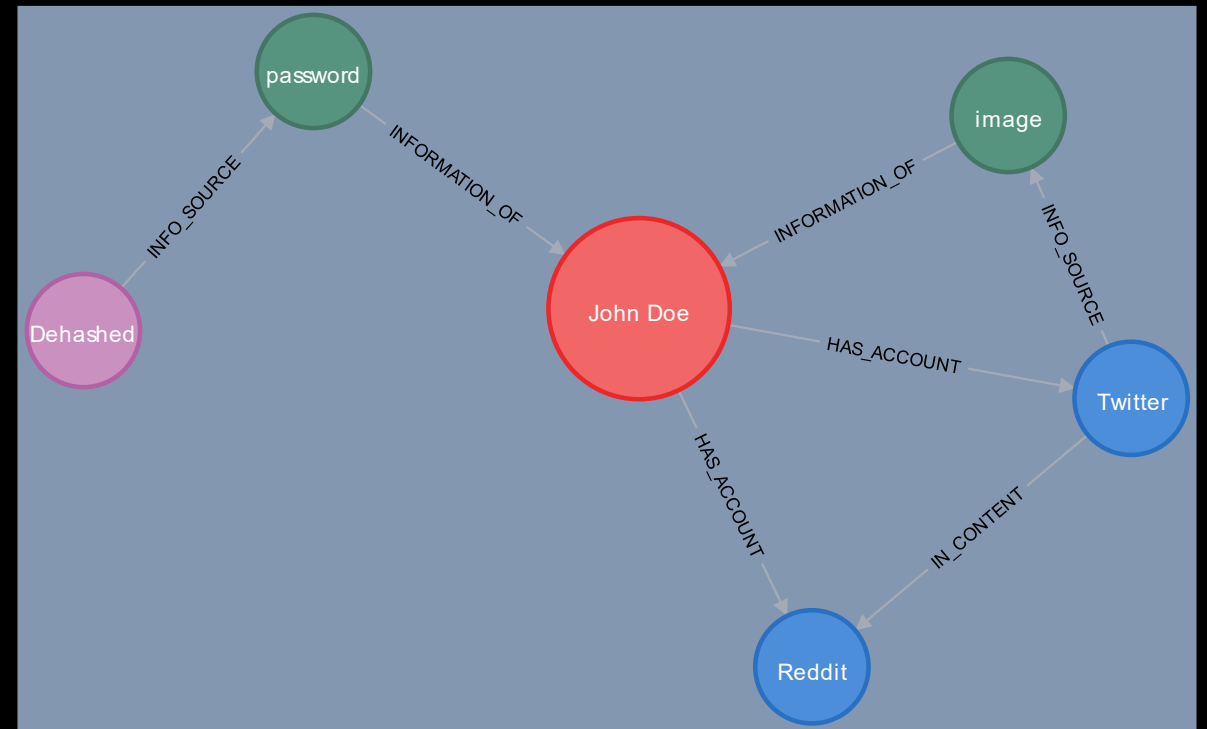 password
image
INFORMATION_OF
INFO_SOURCE
INFORMATION_OF
INFO_SOURCE
John Doe
Dehashed
HAS_ACCOUNT
Twitter
HAS_ACCOUNT
IN_CONTENT
Reddit